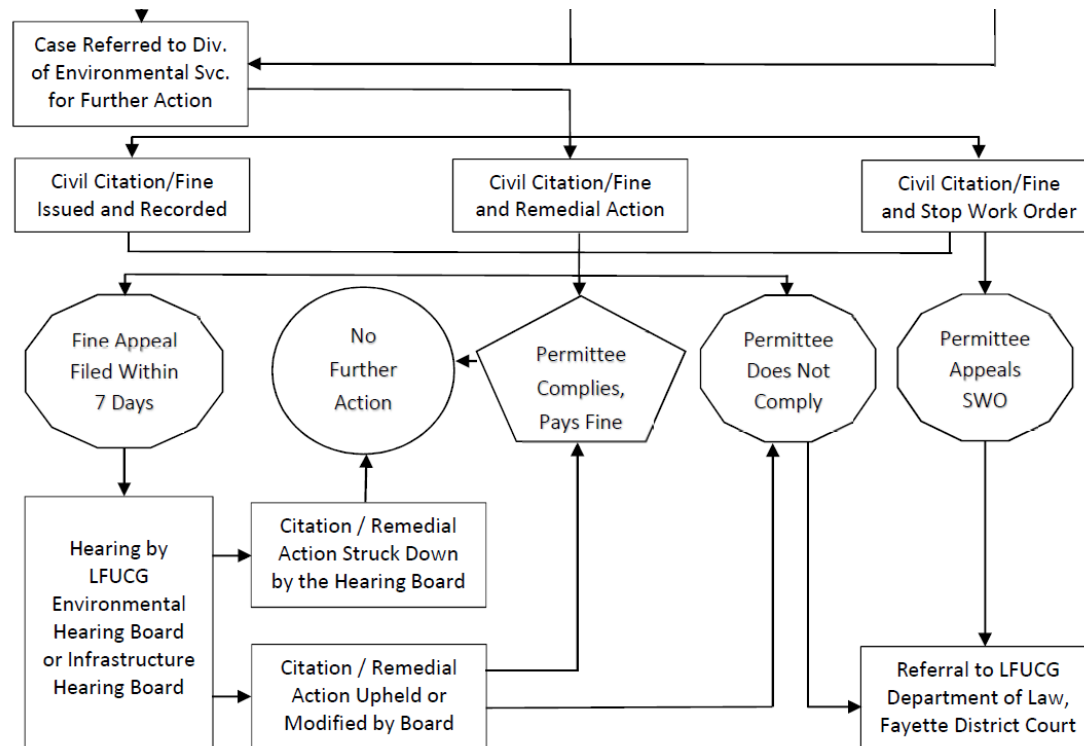 Case Referred to Div.
of Environmental Svc.
for Further Action
Civil Citation/Fine
Issued and Recorded
Civil Citation/Fine
and Remedial Action
Civil Citation/Fine
and Stop Work Order
Fine Appeal
Filed Within
7 Days
No
Further
Action
Permittee
Complies,
Pays Fine
Permittee
Does Not
Comply
Permittee
Appeals
SWO
Hearing by
LFUCG
Environmental
Hearing Board
or Infrastructure
Hearing Board
Citation / Remedial
Action Struck Down
by the Hearing Board
Citation / Remedial
Action Upheld or
Modified by Board
Referral to LFUCG
Department of Law,
Fayette District Court